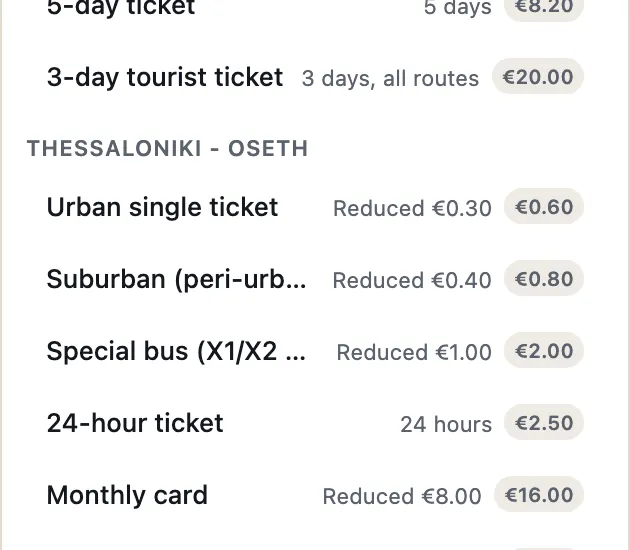 5-day ticket 5 days €8.20
3-day tourist ticket 3 days, all routes €20.00
THESSALONIKI - OSETH
Urban single ticket Reduced €0.30 €0.60
Suburban (peri-urb... Reduced €0.40 €0.80
Special bus (X1/X2 ... Reduced €1.00 €2.00
24-hour ticket 24 hours €2.50
Monthly card Reduced €8.00 €16.00